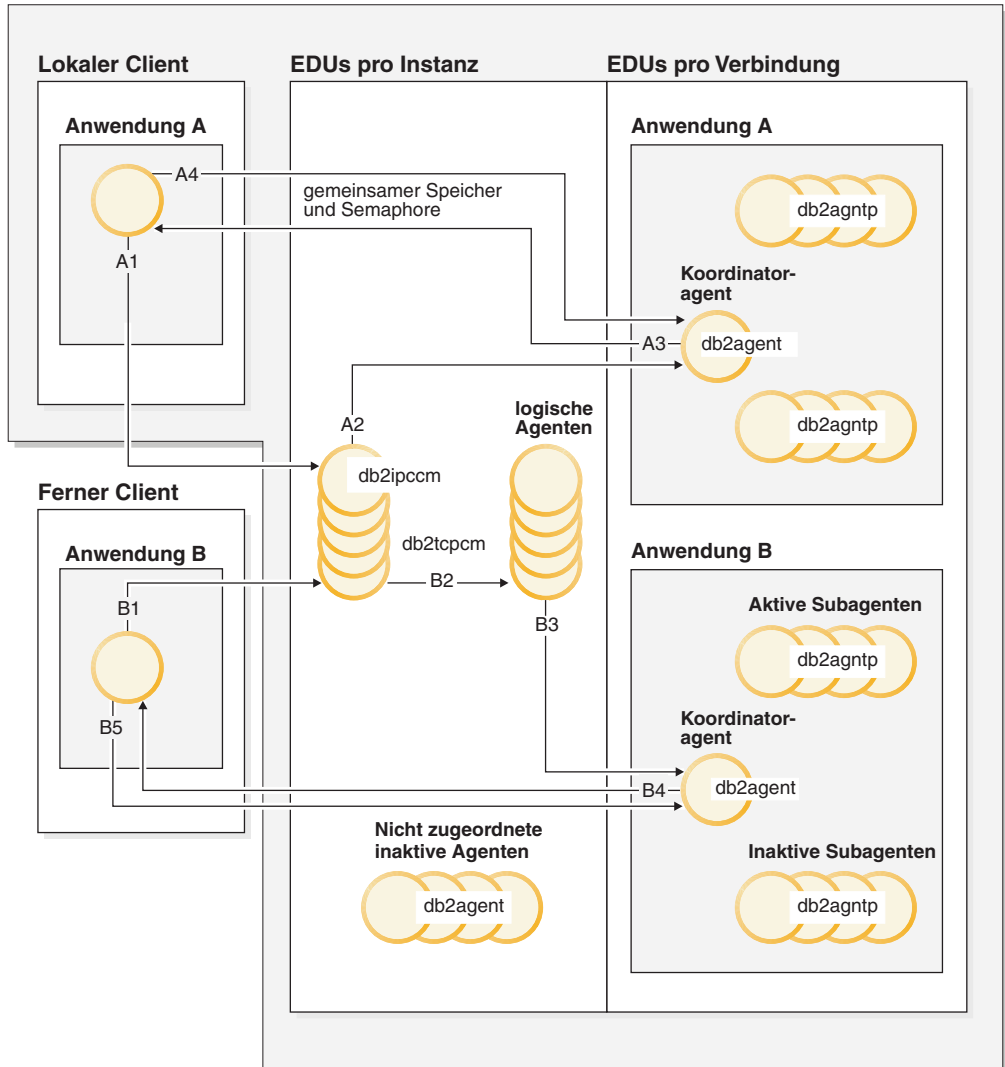 Lokaler Client
EDUs pro Instanz
EDUs pro Verbindung
Anwendung A
A4
A1
gemeinsamer Speicher
und Semaphore
Anwendung A
db2agntp
Koordinator-
agent
A3
db2agent
db2agntp
A2
logische
Agenten
db2ipccm
db2tcpcm
B2
B3
Ferner Client
Anwendung B
B1
B5
Anwendung B
Aktive Subagenten
db2agntp
Koordinator-
agent
B4
db2agent
Inaktive Subagenten
db2agntp
Nicht zugeordnete
inaktive Agenten
db2agent